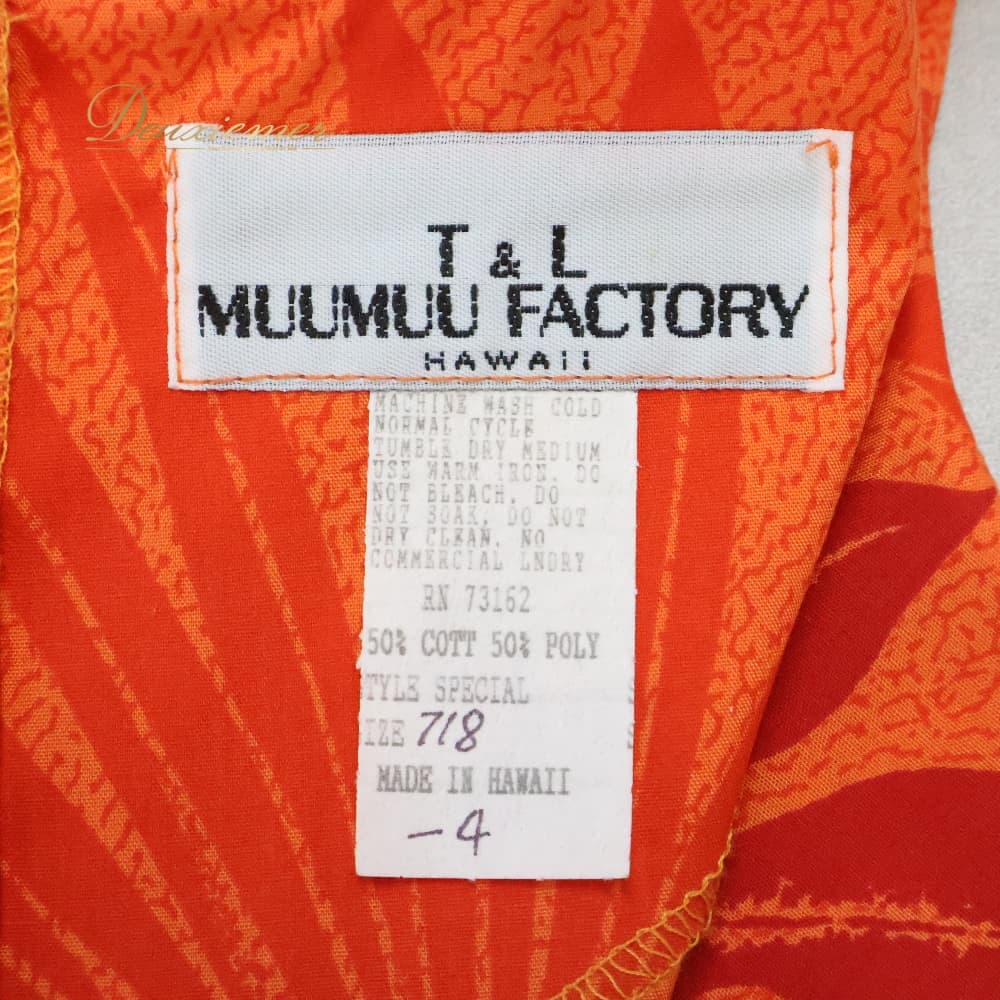 Deuxiemer
T & L
MUUMUU FACTORY
HAWAII
MACHINE WASH COLD
NORMAL CYCLE
TUMBLE DRY MEDIUM
USE WARM IRON. DO
NOT BLEACH. DO
NOT SOAK. DO NOT
DRY CLEAN. NO
COMMERCIAL LNDRY
RN 73162
50% COTT 50% POLY
TYLE SPECIAL S
IZE 718 S
MADE IN HAWAII
-4